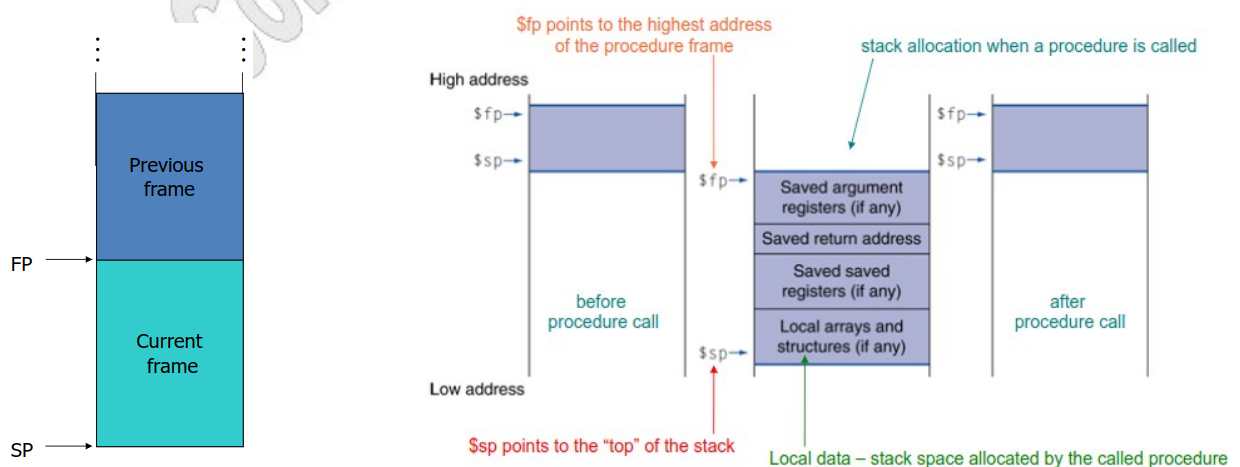 Previous
frame
FP
Current
frame
SP
$fp points to the highest address
of the procedure frame
stack allocation when a procedure is called
High address
$fp
$sp
before
procedure call
$fp
Saved argument
registers (if any)
Saved return address
Saved saved
registers (if any)
Local arrays and
structures (if any)
$sp
$fp
$sp
after
procedure call
Low address
$sp points to the "top" of the stack
Local data – stack space allocated by the called procedure